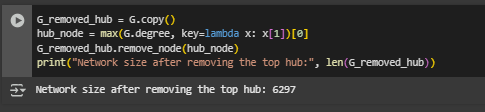 G_removed_hub = G.copy()
hub_node = max(G.degree, key=lambda x: x[1])[0]
G_removed_hub.remove_node(hub_node)
print("Network size after removing the top hub:", len(G_removed_hub))
Network size after removing the top hub: 6297